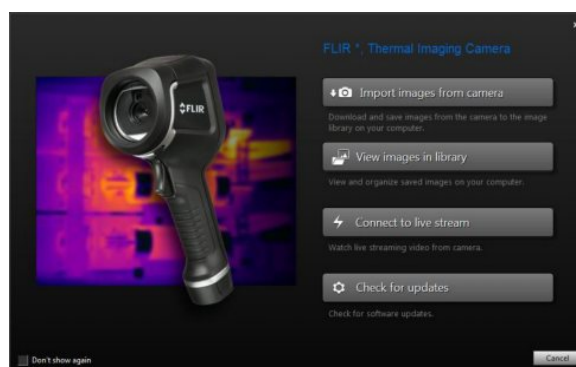 FLIR *, Thermal Imaging Camera
FLIR
Import images from camera
Download and save images from the camera to the image
library on your computer.
View images in library
View and organize saved images on your computer.
Connect to live stream
Watch live streaming video from camera.
Check for updates
Check for software updates.
Don't show again
Cancel